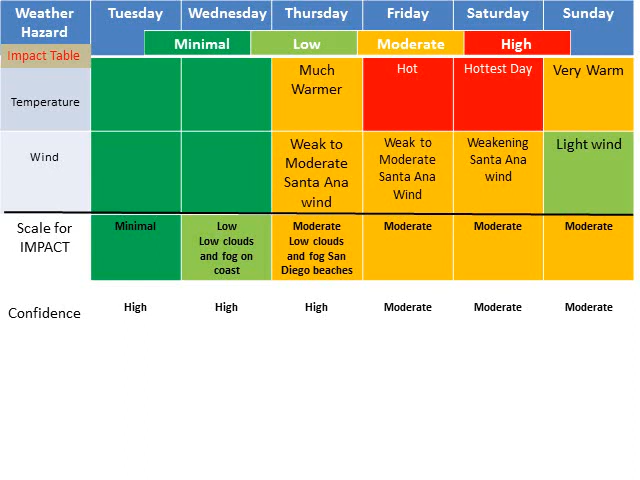 Weather Hazard
Tuesday
Wednesday
Thursday
Friday
Saturday
Sunday
Minimal
Low
Moderate
High
Impact Table
Temperature
Much
Warmer
Hot
Hottest Day
Very Warm
Wind
Weak to
Moderate
Santa Ana
wind
Weak to
Moderate
Santa Ana
Wind
Weakening
Santa Ana
wind
Light wind
Scale for
IMPACT
Minimal
Low
Low clouds
and fog on
coast
Moderate
Low clouds
and fog San
Diego beaches
Moderate
Moderate
Moderate
Confidence
High
High
High
Moderate
Moderate
Moderate